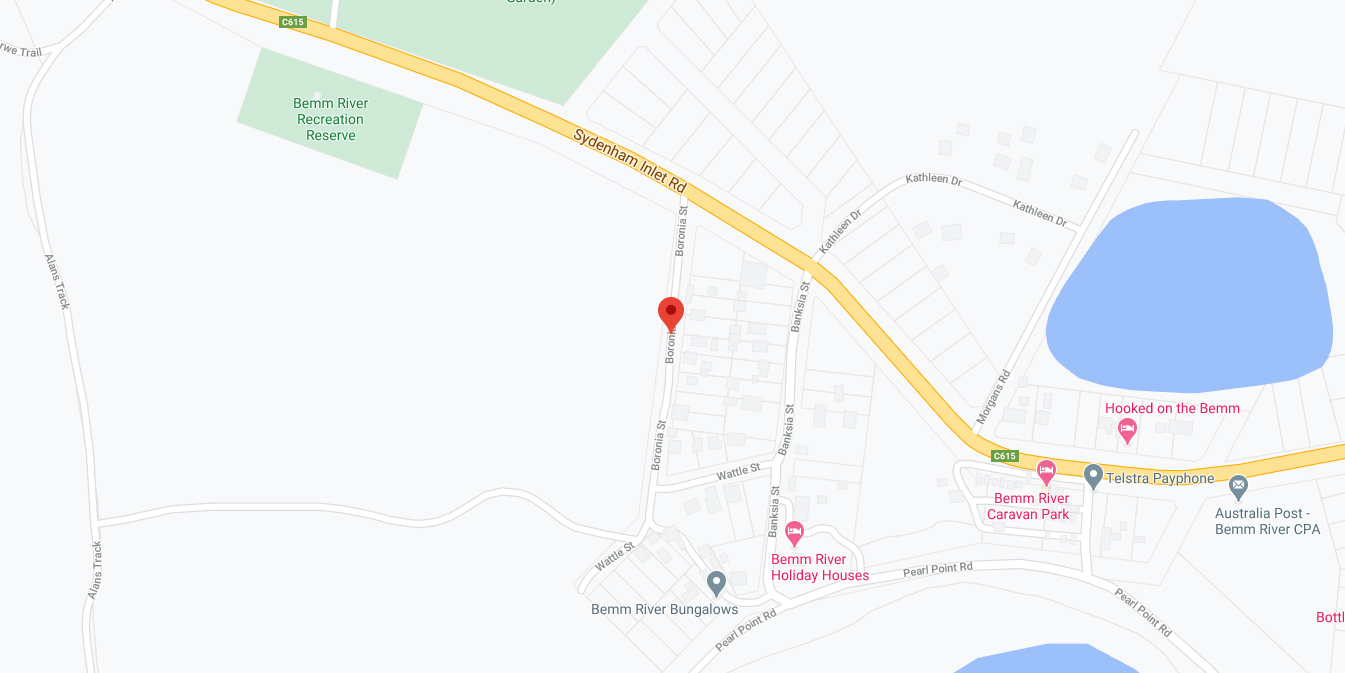 Garden)
C615
rwe Trail
Bemm River
Recreation
Reserve
Sydenham Inlet Rd
Kathleen Dr
Kathleen Dr
Boronia St
Kathleen Dr
Alans Track
Banksia St
Boronia
Morgans Rd
Hooked on the Bemm
Banksia St
Boronia St
C615
Wattle St
Telstra Payphone
Bemm River
Caravan Park
Banksia St
Australia Post -
Bemm River CPA
Wattle St
Alans Track
Bemm River
Holiday Houses
Pearl Point Rd
Bemm River Bungalows
Pearl Point Rd
Pearl Point Rd
Bottl